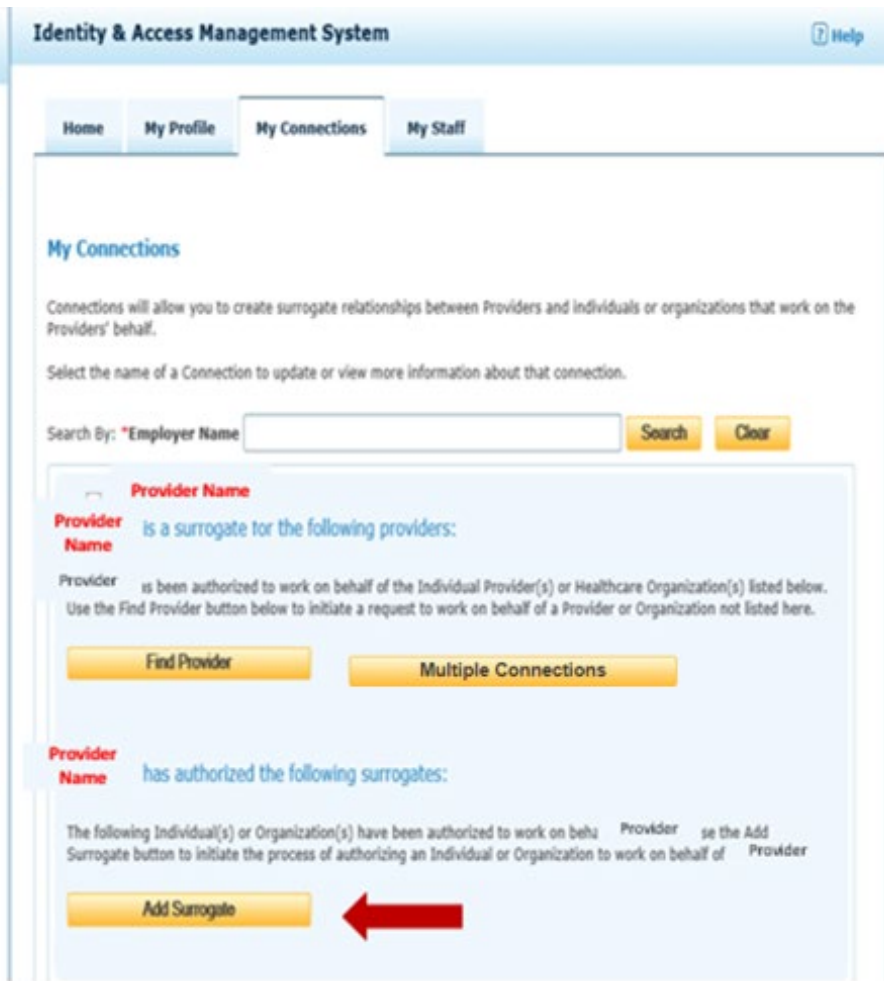 Identity & Access Management System
? Help
Home My Profile My Connections My Staff
My Connections
Connections will allow you to create surrogate relationships between Providers and individuals or organizations that work on the
Providers' behalf.
Select the name of a Connection to update or view more information about that connection.
Search By: *Employer Name Search Clear
Provider Name
Provider Name is a surrogate for the following providers:
Provider is been authorized to work on behalf of the Individual Provider(s) or Healthcare Organization(s) listed below.
Use the Find Provider button below to initiate a request to work on behalf of a Provider or Organization not listed here.
Find Provider Multiple Connections
Provider Name has authorized the following surrogates:
The following Individual(s) or Organization(s) have been authorized to work on beha Provider se the Add
Surrogate button to initiate the process of authorizing an Individual or Organization to work on behalf of Provider
Add Surrogate